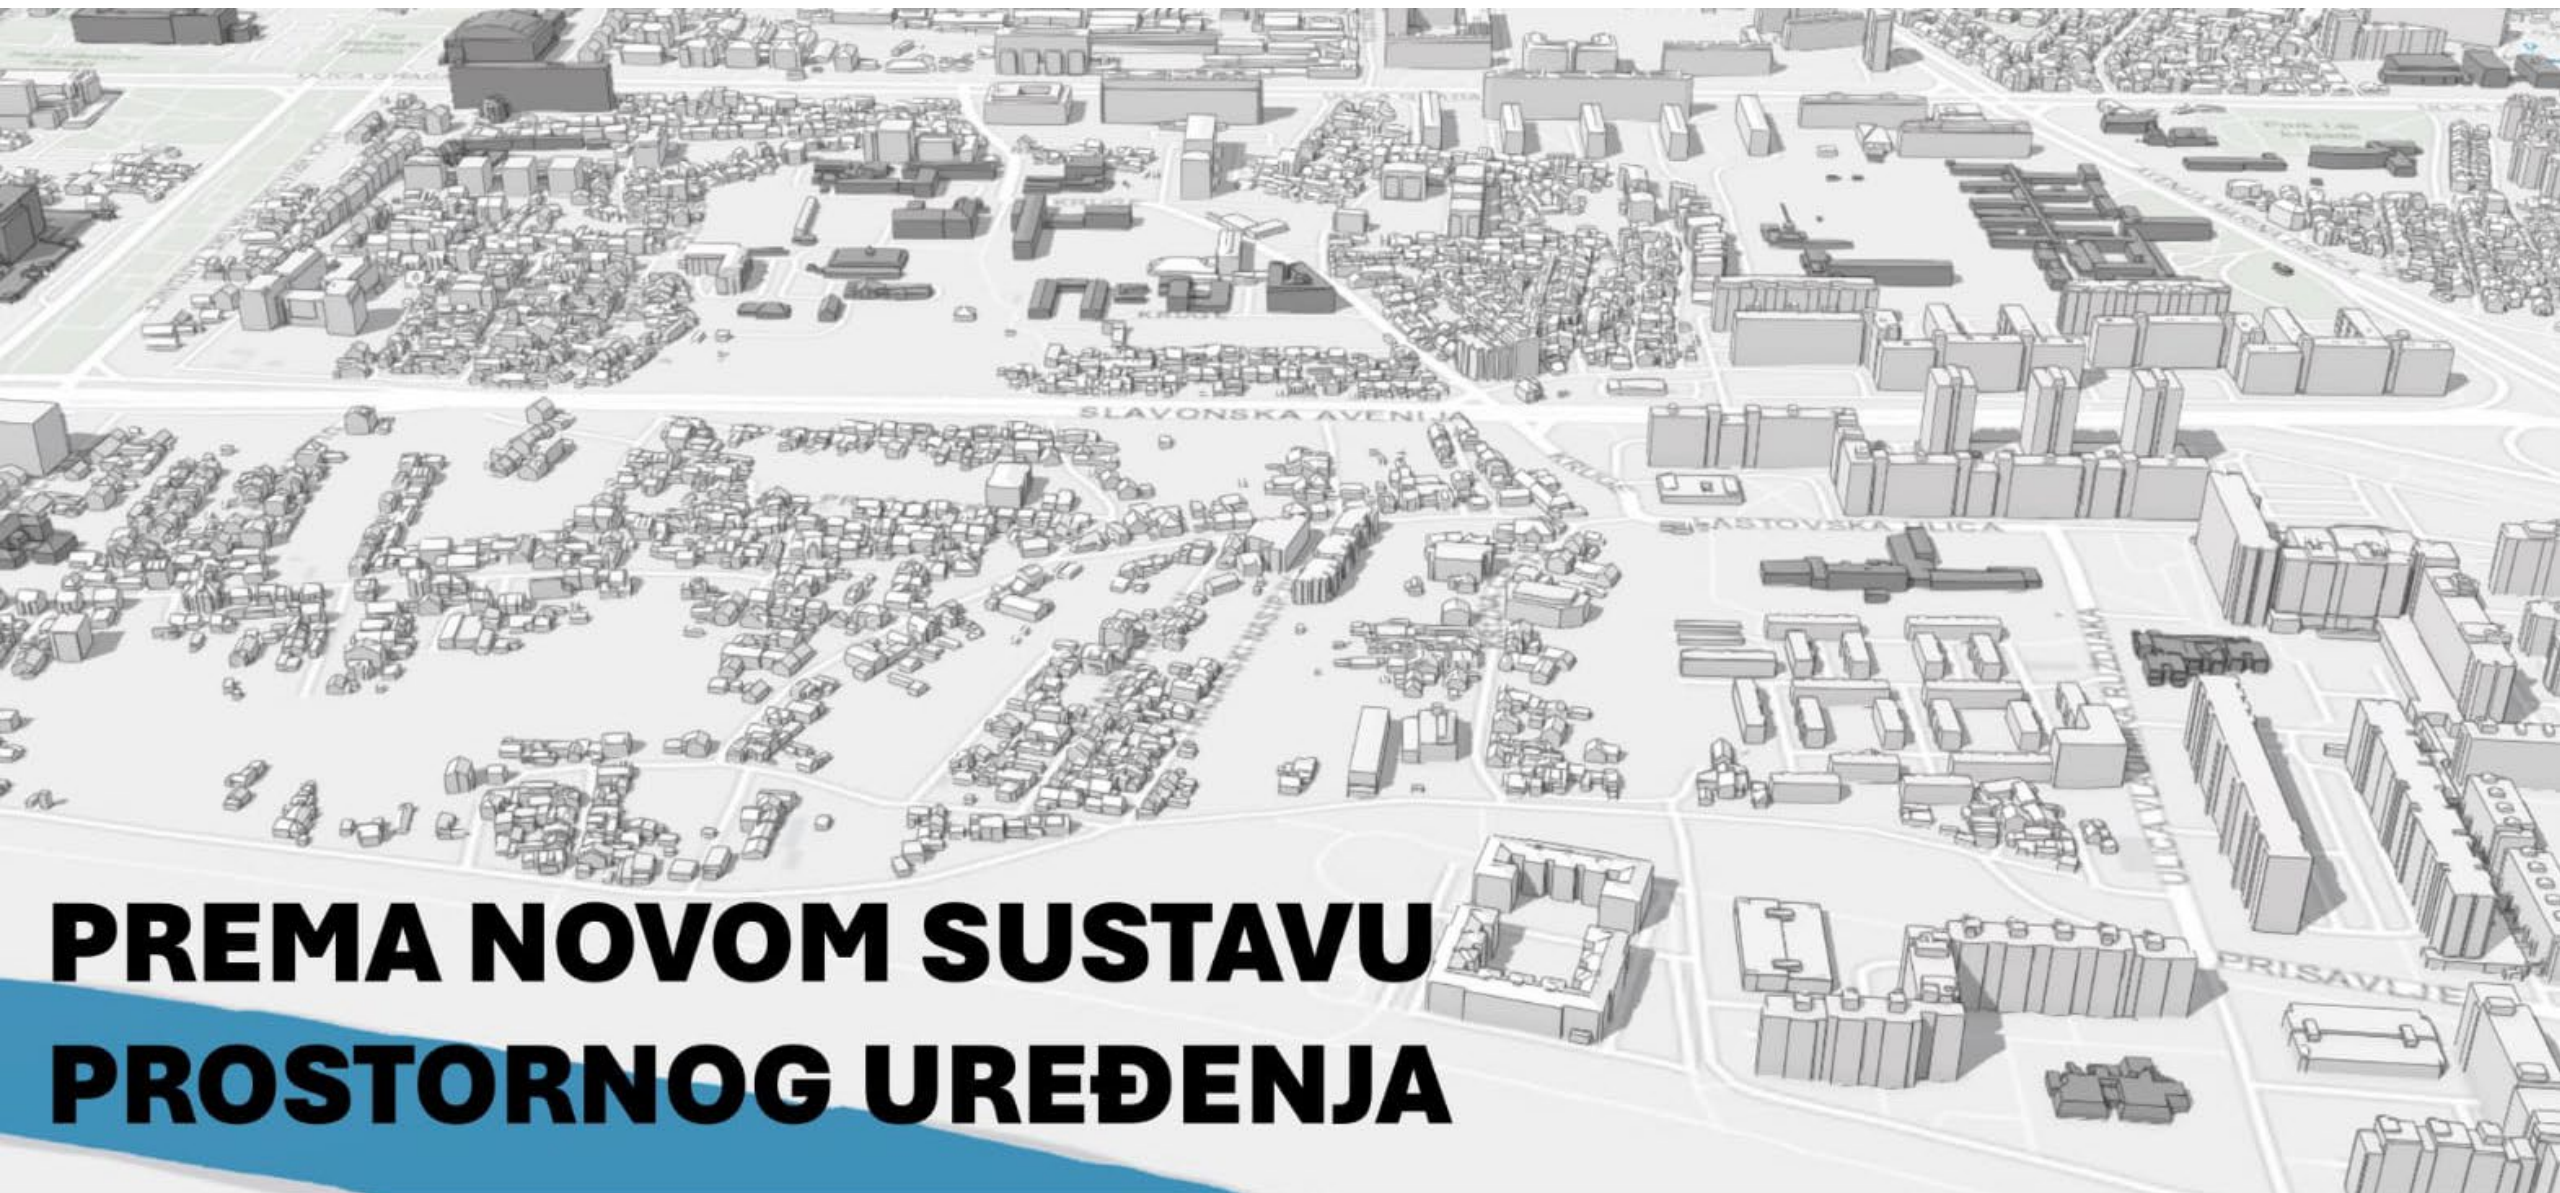 SLAVONSKA AVENIJA
LASTOVSKA ULICA
PRISAVLJE
PREMA NOVOM SUSTAVU
PROSTORNOG UREĐENJA